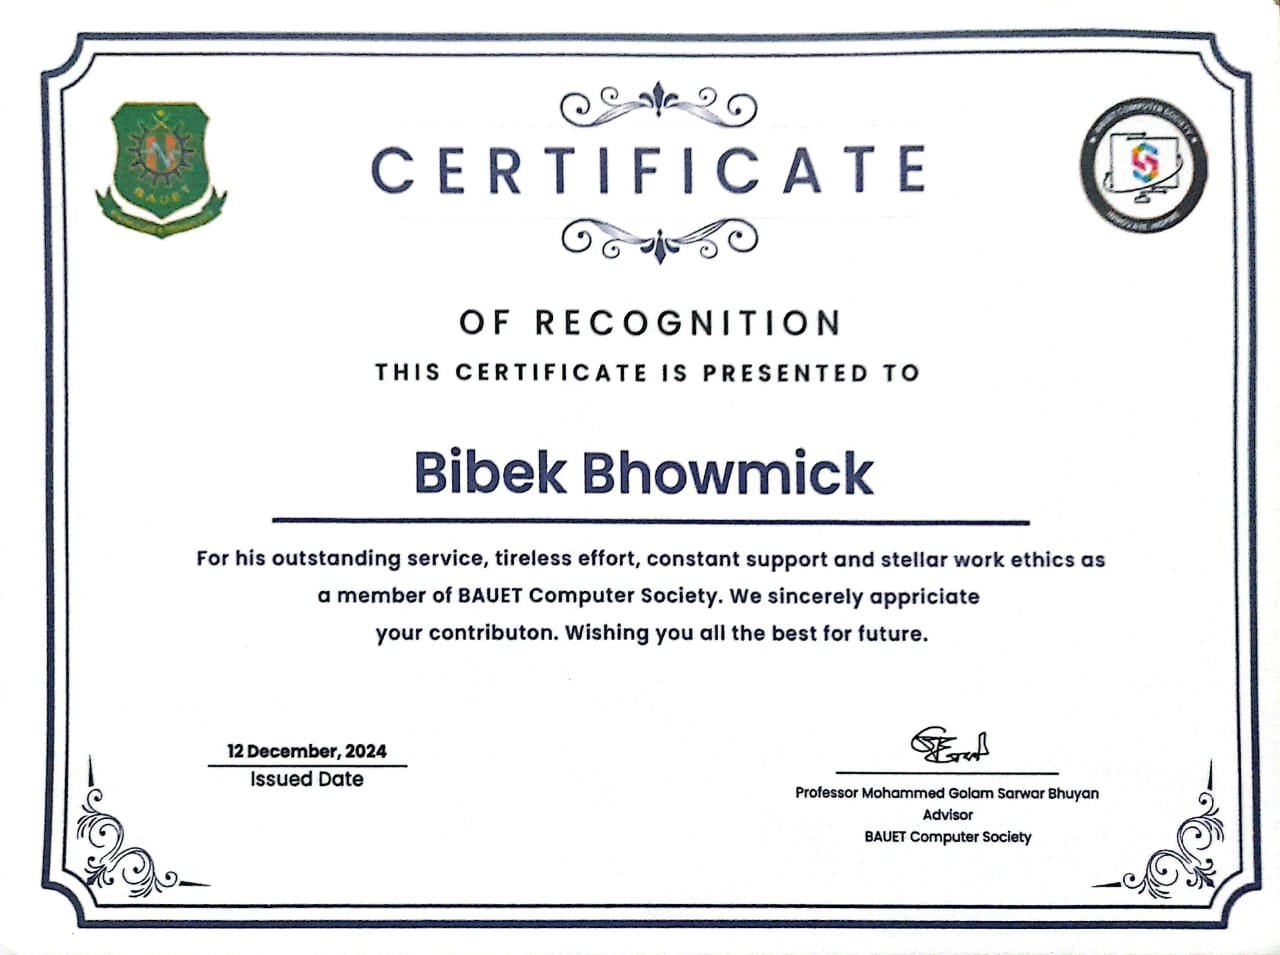 BAUET
BAUET COMPUTER SOCIETY
CERTIFICATE
OF RECOGNITION
THIS CERTIFICATE IS PRESENTED TO
Bibek Bhowmick
For his outstanding service, tireless effort, constant support and stellar work ethics as
a member of BAUET Computer Society. We sincerely appriciate
your contributon. Wishing you all the best for future.
12 December, 2024
Issued Date
Professor Mohammed Golam Sarwar Bhuyan
Advisor
BAUET Computer Society